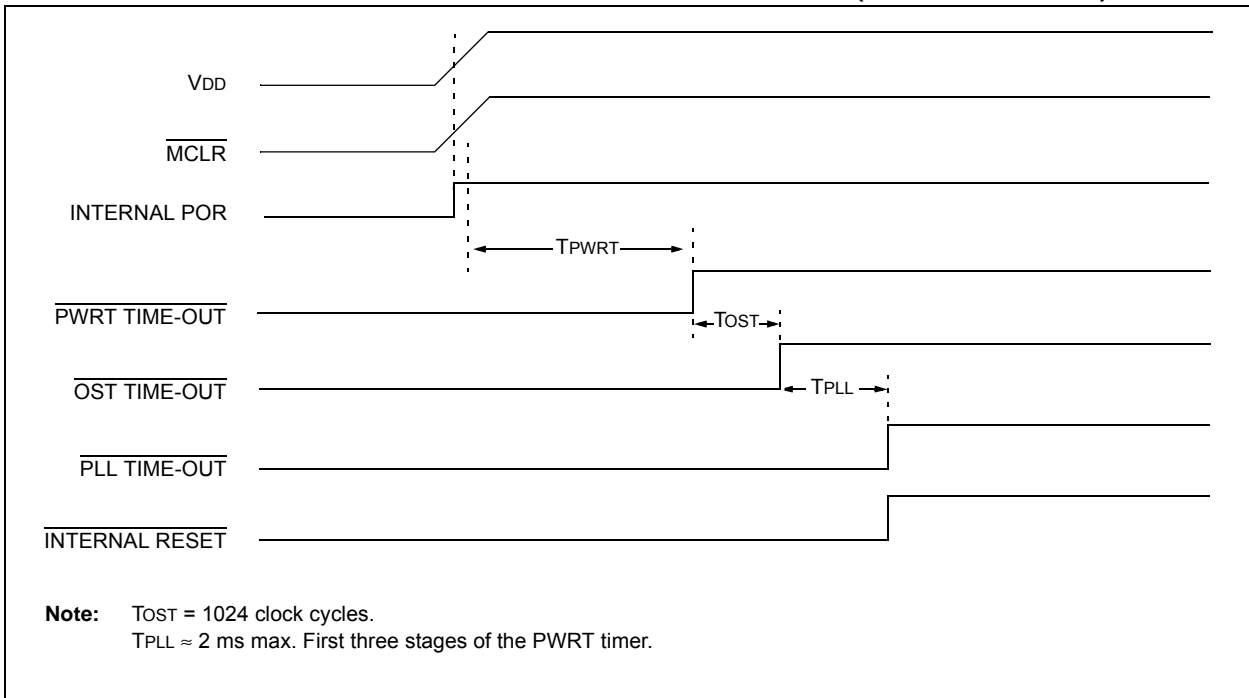 VDD
MCLR
INTERNAL POR
TPWRT
PWRT TIME-OUT
TOST
OST TIME-OUT
TPLL
PLL TIME-OUT
INTERNAL RESET
Note: TOST = 1024 clock cycles.
TPLL ≈ 2 ms max. First three stages of the PWRT timer.